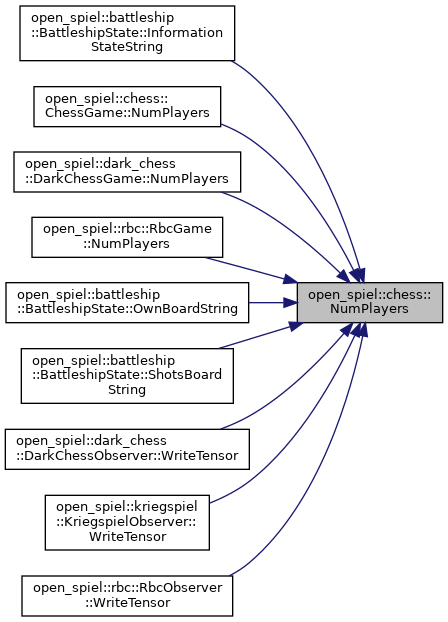 open_spiel::battleship
::BattleshipState::Information
StateString
open_spiel::chess::
ChessGame::NumPlayers
open_spiel::dark_chess
::DarkChessGame::NumPlayers
open_spiel::rbc::RbcGame
::NumPlayers
open_spiel::battleship
::BattleshipState::OwnBoardString
open_spiel::battleship
::BattleshipState::ShotsBoard
String
open_spiel::dark_chess
::DarkChessObserver::WriteTensor
open_spiel::kriegspiel
::KriegspielObserver::
WriteTensor
open_spiel::rbc::RbcObserver
::WriteTensor
open_spiel::chess::
NumPlayers